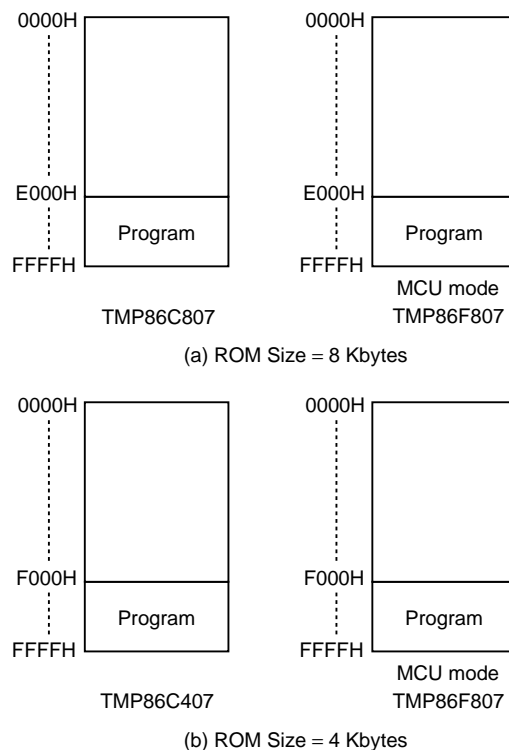 0000H
0000H
E000H
E000H
Program
Program
FFFFH
FFFFH
MCU mode
TMP86C807
TMP86F807
(a) ROM Size = 8 Kbytes
0000H
0000H
F000H
F000H
Program
Program
FFFFH
FFFFH
MCU mode
TMP86C407
TMP86F807
(b) ROM Size = 4 Kbytes